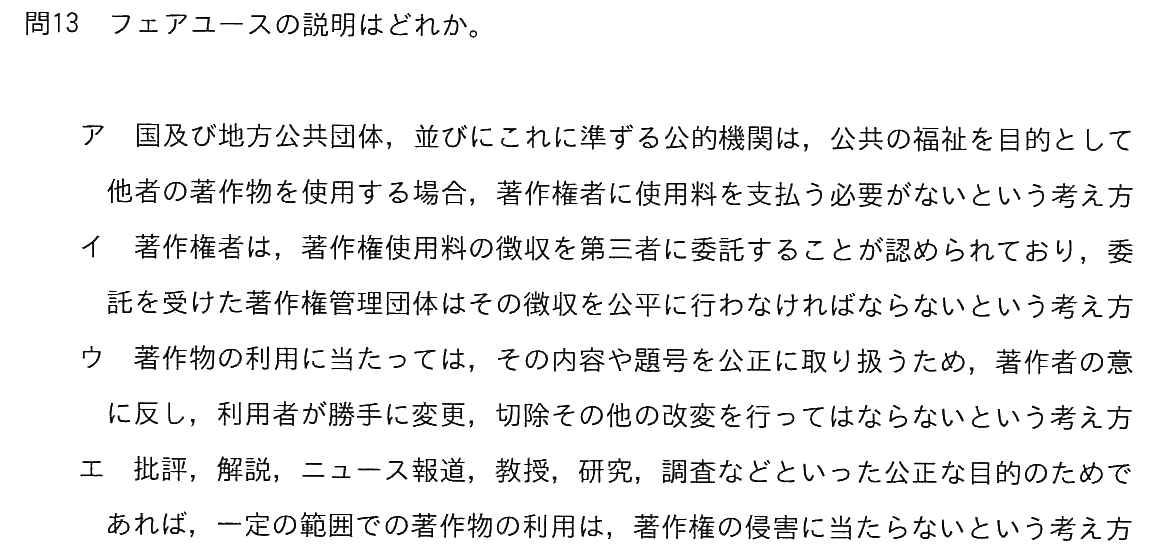 問13　フェアユースの説明はどれか。
ア　国及び地方公共団体，並びにこれに準ずる公的機関は，公共の福祉を目的として
他者の著作物を使用する場合，著作権者に使用料を支払う必要がないという考え方
イ　著作権者は，著作権使用料の徴収を第三者に委託することが認められており，委
託を受けた著作権管理団体はその徴収を公平に行わなければならないという考え方
ウ　著作物の利用に当たっては，その内容や題号を公正に取り扱うため，著作者の意
に反し，利用者が勝手に変更，切除その他の改変を行ってはならないという考え方
エ　批評，解説，ニュース報道，教授，研究，調査などといった公正な目的のためで
あれば，一定の範囲での著作物の利用は，著作権の侵害に当たらないという考え方